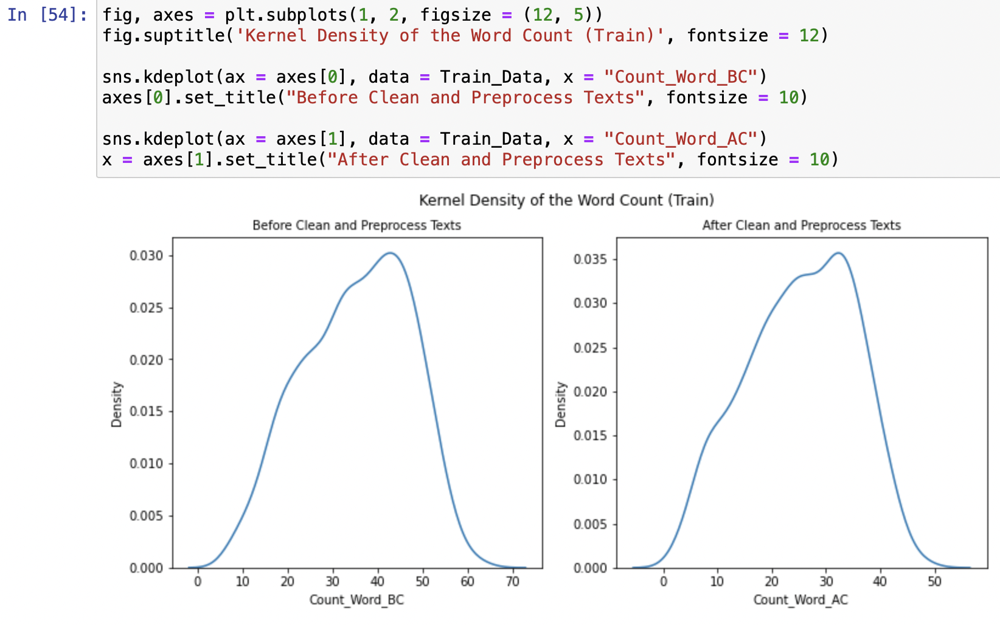 In [54]:
fig, axes = plt.subplots(1, 2, figsize = (12, 5))
fig.suptitle('Kernel Density of the Word Count (Train)', fontsize = 12)
sns.kdeplot(ax = axes[0], data = Train_Data, x = "Count_Word_BC")
axes[0].set_title("Before Clean and Preprocess Texts", fontsize = 10)
sns.kdeplot(ax = axes[1], data = Train_Data, x = "Count_Word_AC")
x = axes[1].set_title("After Clean and Preprocess Texts", fontsize = 10)
Kernel Density of the Word Count (Train)
Before Clean and Preprocess Texts
0.030
0.025
0.020
0.015
0.010
0.005
0.000
Density
0 10 20 30 40 50 60 70
Count_Word_BC
After Clean and Preprocess Texts
0.035
0.030
0.025
0.020
0.015
0.010
0.005
0.000
Density
0 10 20 30 40 50
Count_Word_AC